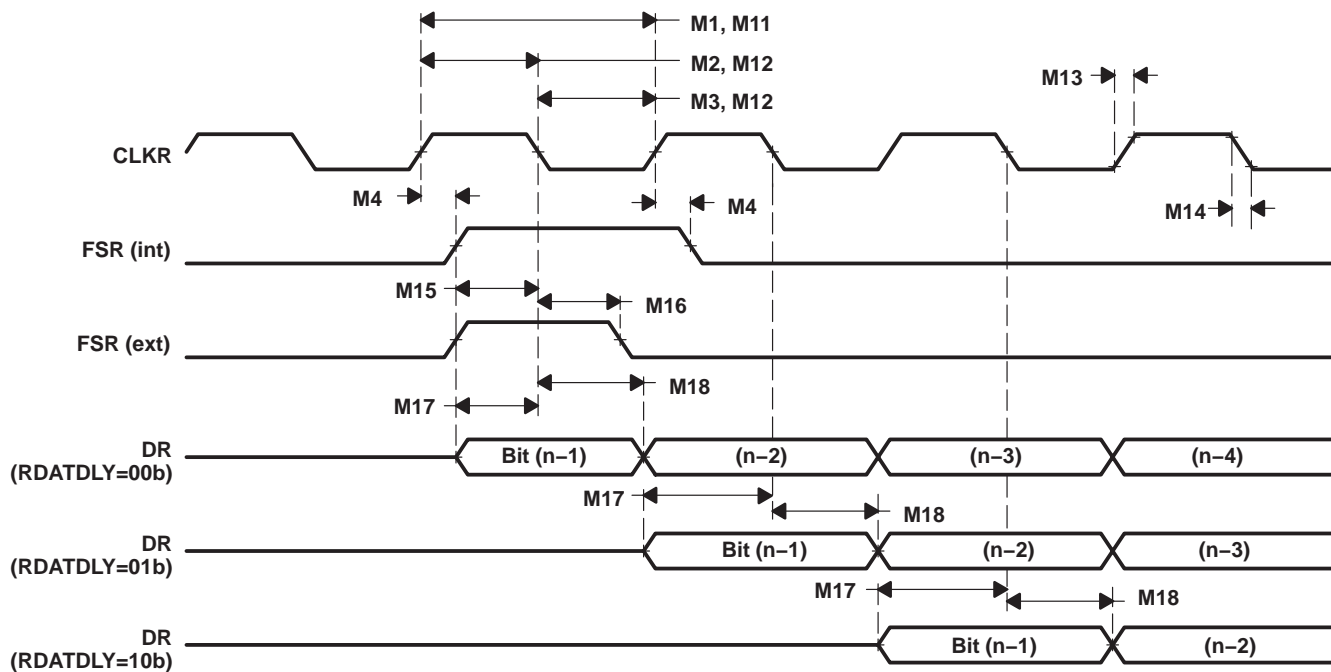 M1, M11
M2, M12
M13
M3, M12
CLKR
M4
M4
M14
FSR (int)
M15
M16
FSR (ext)
M18
M17
DR
(RDATDLY=00b)
Bit (n−1)
(n−2)
(n−3)
(n−4)
M17
M18
DR
(RDATDLY=01b)
Bit (n−1)
(n−2)
(n−3)
M17
M18
DR
(RDATDLY=10b)
Bit (n−1)
(n−2)